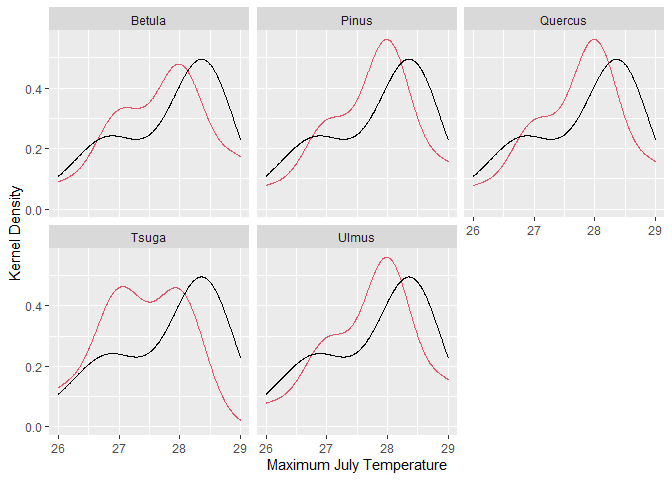 Betula Pinus Quercus
0.4
0.2
0.0
26 27 28 29
Tsuga Ulmus
0.4
0.2
0.0
26 27 28 29 26 27 28 29
Maximum July Temperature
Kernel Density